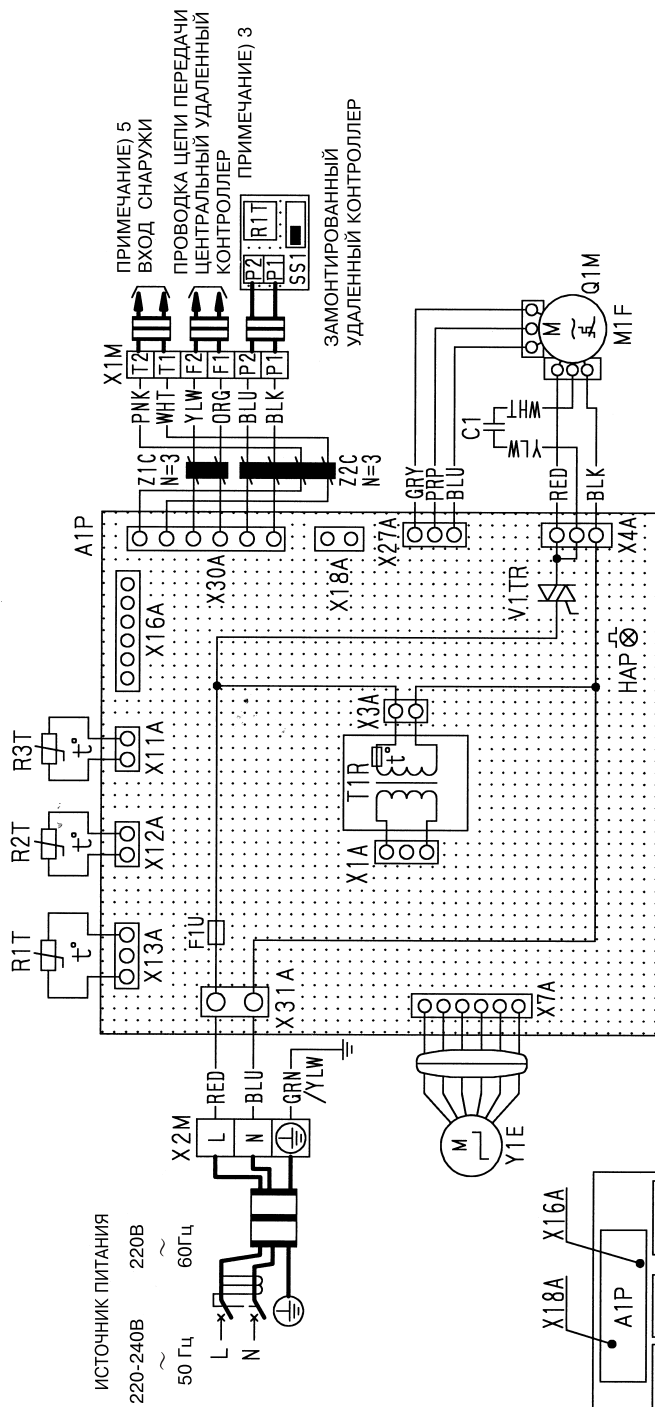 ИСТОЧНИК ПИТАНИЯ
220-240В 220В
~ ~
50 Гц 60Гц
L
N
X2M
L
N
RED
BLU
GRN
/YLW
X31A
F1U
R1T
t°
X13A
R2T
t°
X12A
R3T
t°
X11A
X16A
A1P
X30A
X18A
X27A
X4A
V1TR
HAP
X3A
T1R
t°
X1A
X7A
M
Y1E
Z1C
N=3
Z2C
N=3
PNK
WHT
YLW
ORG
BLU
BLK
X1M
T2
T1
F2
F1
P2
P1
ПРИМЕЧАНИЕ) 5
ВХОД СНАРУЖИ
ПРОВОДКА ЦЕПИ ПЕРЕДАЧИ
ЦЕНТРАЛЬНЫЙ УДАЛЕННЫЙ
КОНТРОЛЛЕР
ПРИМЕЧАНИЕ) 3
P2
P1
R1T
SS1
ЗАМОНТИРОВАННЫЙ
УДАЛЕННЫЙ КОНТРОЛЛЕР
GRY
PRP
BLU
RED
BLK
YLW
WHT
C1
M
~
Q1M
M1F
X18A
X16A
A1P